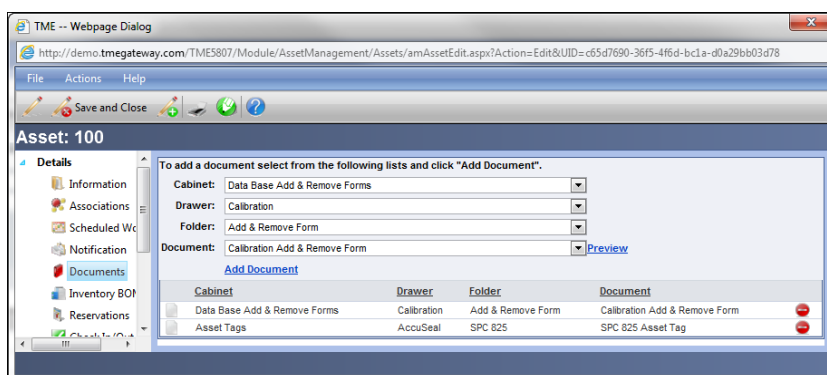 TME -- Webpage Dialog
http://demo.tmegateway.com/TME5807/Module/AssetManagement/Assets/amAssetEdit.aspx?Action=Edit&UID=c65d7690-36f5-4f6d-bc1a-d0a29bb03d78
File Actions Help
Save and Close
Asset: 100
Details
Information
Associations
Scheduled Wo
Notification
Documents
Inventory BOM
Reservations
Check In/Out
To add a document select from the following lists and click "Add Document".
Cabinet: Data Base Add & Remove Forms
Drawer: Calibration
Folder: Add & Remove Form
Document: Calibration Add & Remove Form Preview
Add Document
Cabinet Drawer Folder Document
Data Base Add & Remove Forms Calibration Add & Remove Form Calibration Add & Remove Form
Asset Tags AccuSeal SPC 825 SPC 825 Asset Tag